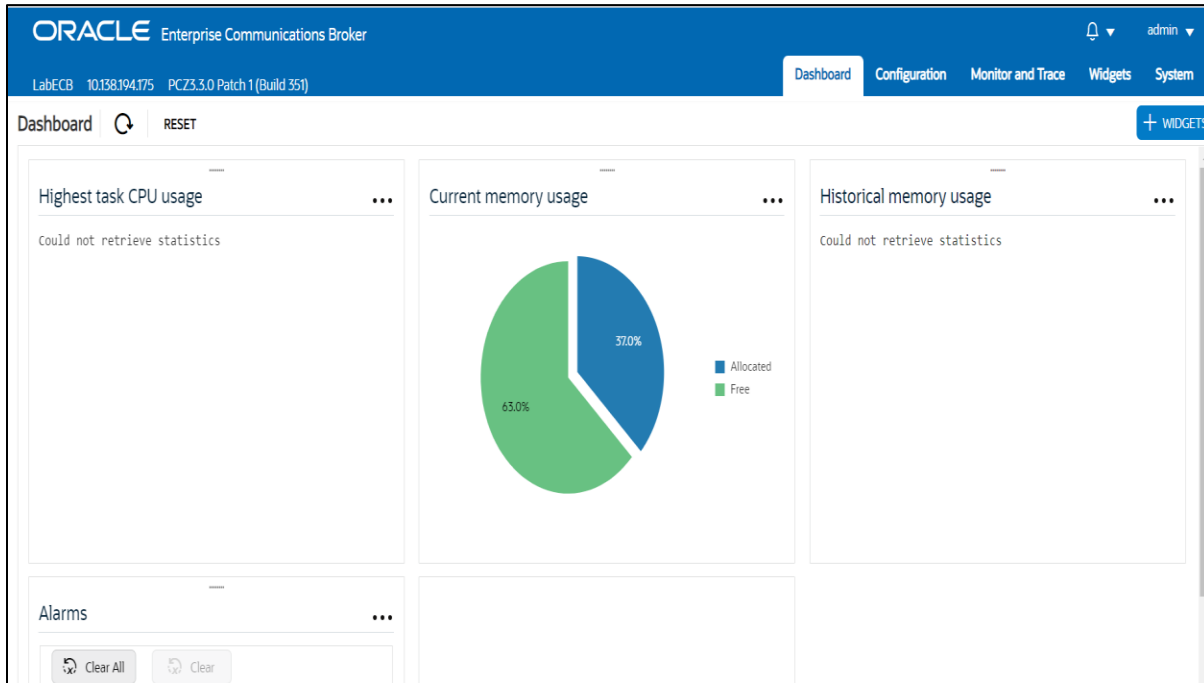 ORACLE Enterprise Communications Broker
admin
LabECB 10.138.194.175 PCZ3.3.0 Patch 1 (Build 351)
Dashboard Configuration Monitor and Trace Widgets System
Dashboard RESET
+ WIDGETS
Highest task CPU usage
Could not retrieve statistics
Current memory usage
37.0%
63.0%
Allocated
Free
Historical memory usage
Could not retrieve statistics
Alarms
Clear All Clear